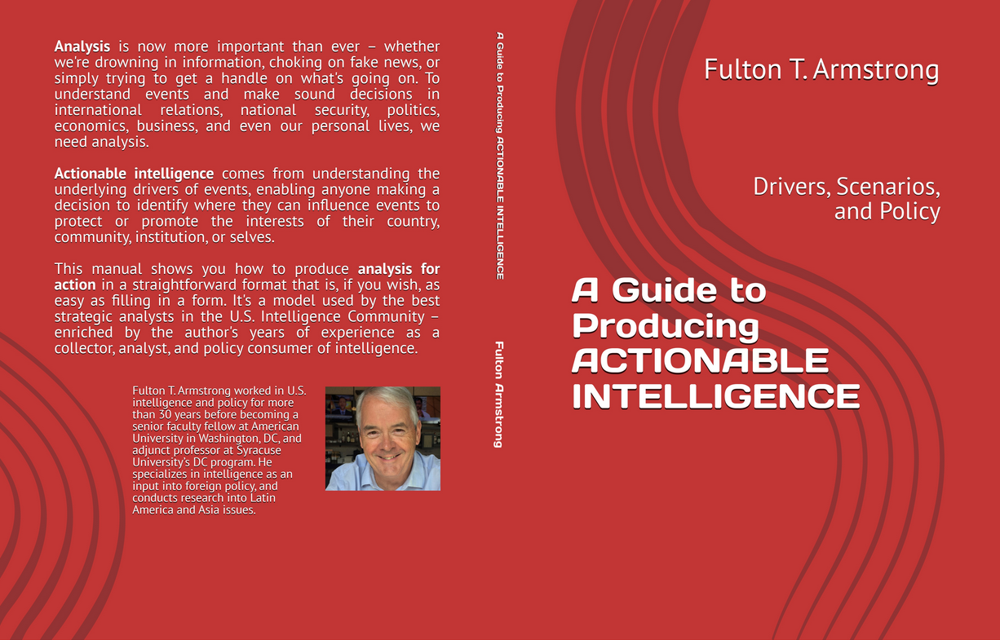 Analysis is now more important than ever – whether
we're drowning in information, choking on fake news, or
simply trying to get a handle on what's going on. To
understand events and make sound decisions in
international relations, national security, politics,
economics, business, and even our personal lives, we
need analysis.
Actionable intelligence comes from understanding the
underlying drivers of events, enabling anyone making a
decision to identify where they can influence events to
protect or promote the interests of their country,
community, institution, or selves.
This manual shows you how to produce analysis for
action in a straightforward format that is, if you wish, as
easy as filling in a form. It's a model used by the best
strategic analysts in the U.S. Intelligence Community –
enriched by the author's years of experience as a
collector, analyst, and policy consumer of intelligence.
Fulton T. Armstrong worked in U.S.
intelligence and policy for more
than 30 years before becoming a
senior faculty fellow at American
University in Washington, DC, and
adjunct professor at Syracuse
University's DC program. He
specializes in intelligence as an
input into foreign policy, and
conducts research into Latin
America and Asia issues.
A Guide to Producing ACTIONABLE INTELLIGENCE
Fulton Armstrong
Fulton T. Armstrong
Drivers, Scenarios,
and Policy
A Guide to
Producing
ACTIONABLE
INTELLIGENCE